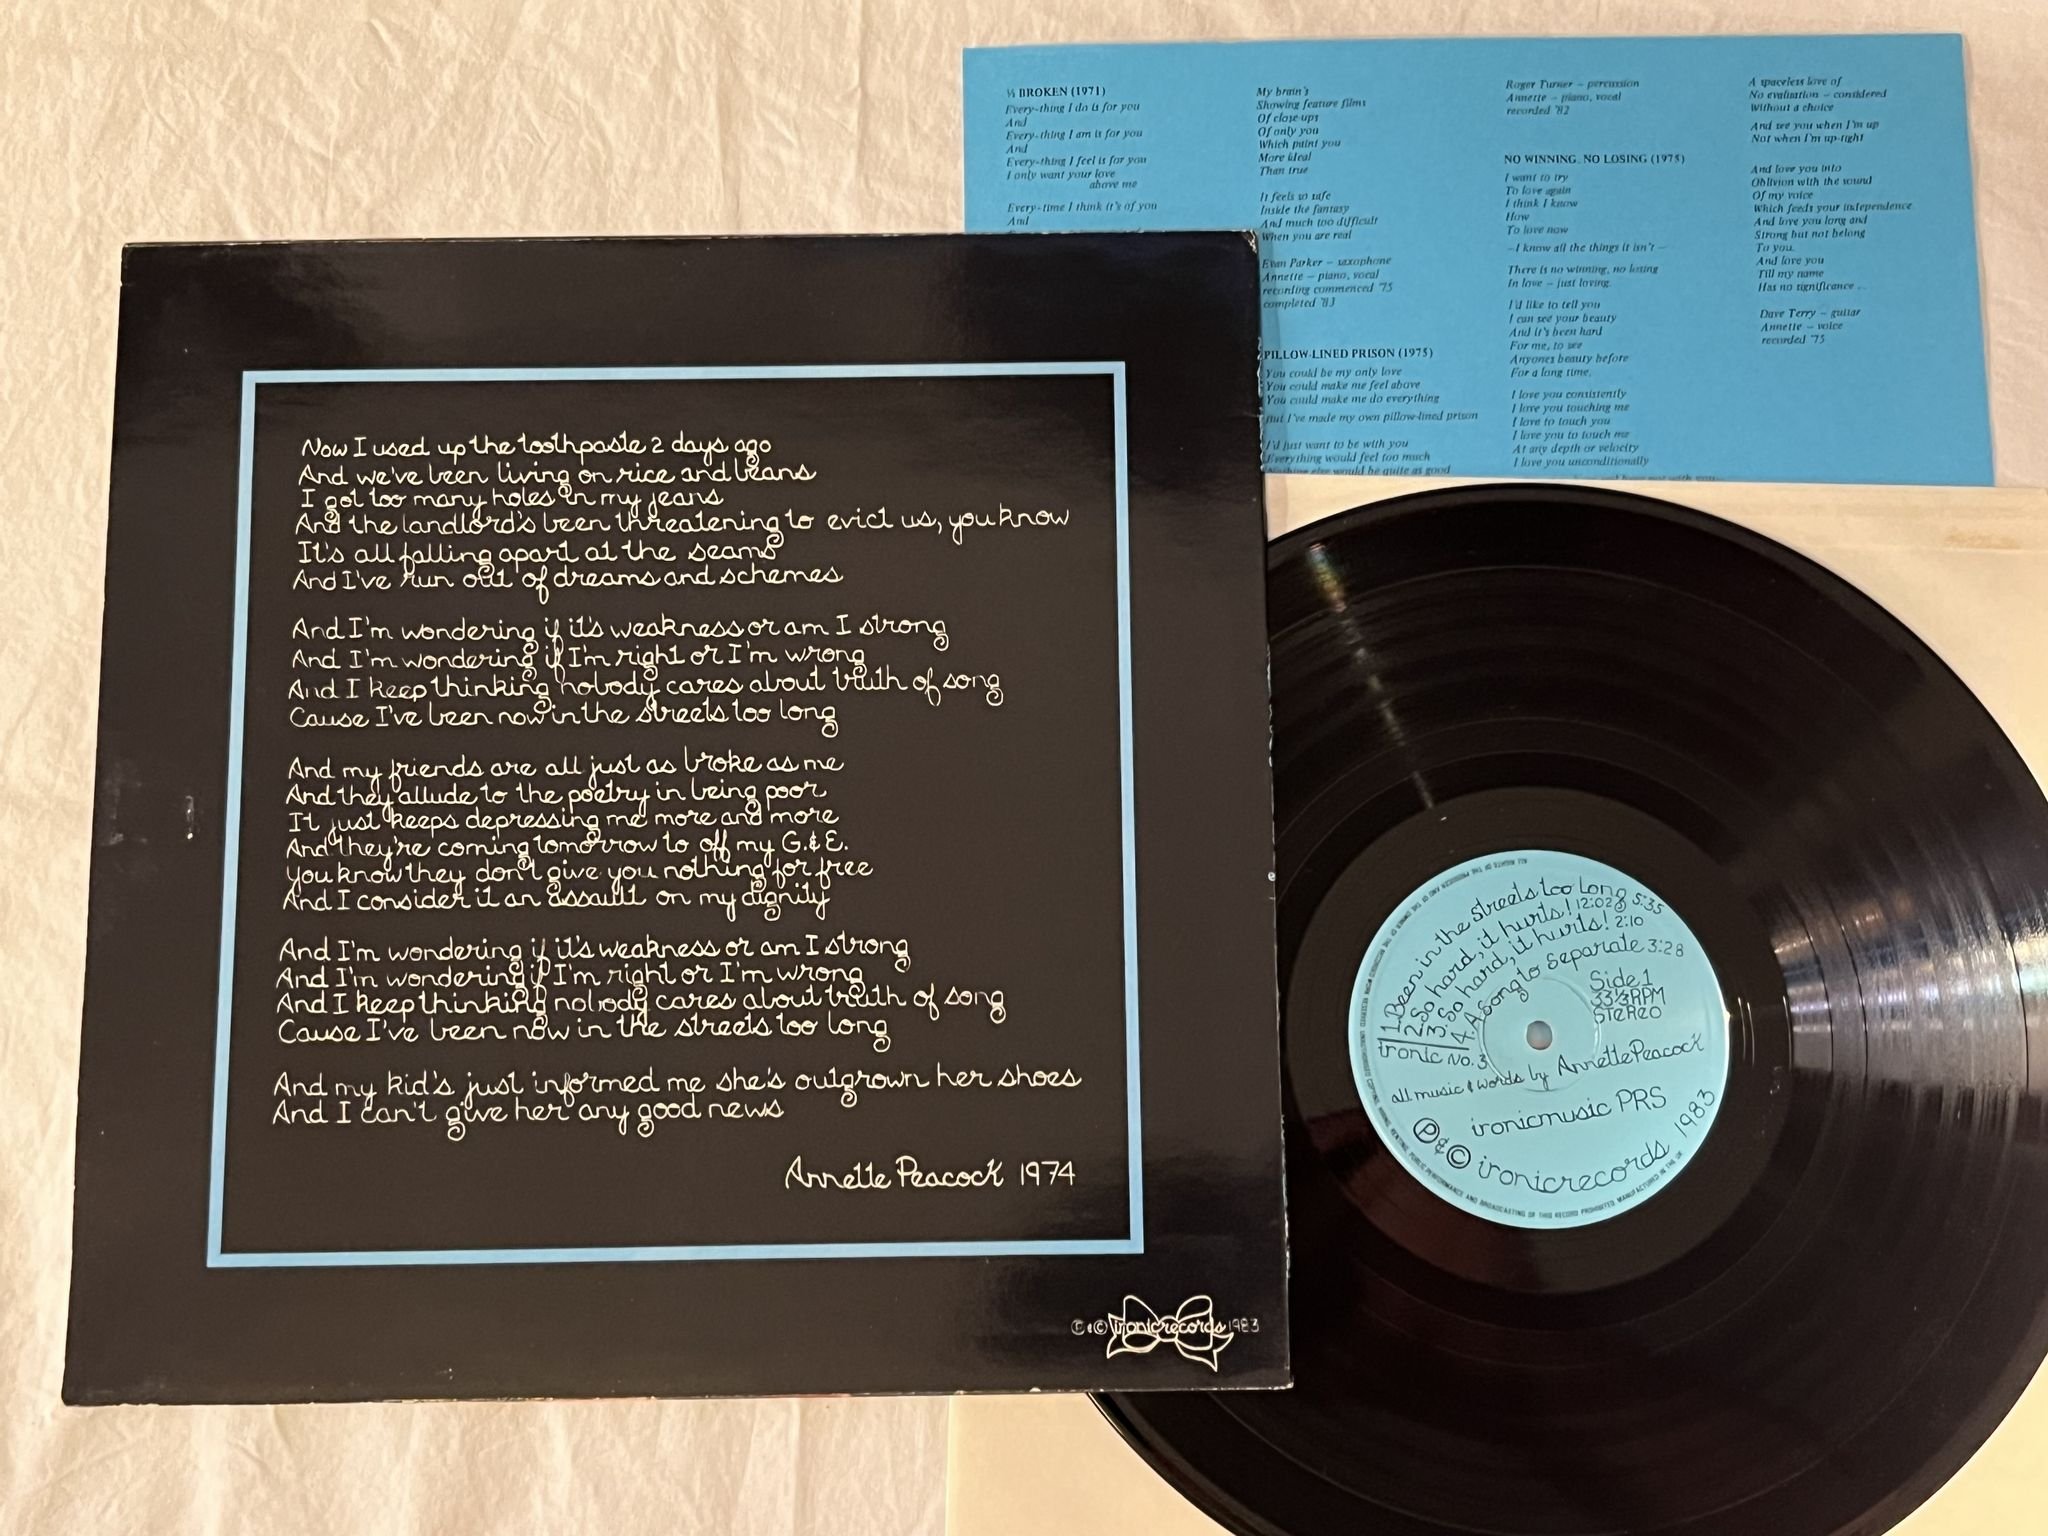 Now I used up the toothpaste 2 days ago
And we've been living on rice and beans
I got too many holes in my jeans
And the landlord's been threatening to evict us, you know
It's all falling apart at the seams
And I've run out of dreams and schemes
And I'm wondering if it's weakness or am I strong
And I'm wondering if I'm right or I'm wrong
And I keep thinking nobody cares about truth of song
Cause I've been now in the streets too long
And my friends are all just as broke as me
And they allude to the poetry in being poor
It just keeps depressing me more and more
And they're coming tomorrow to off my G.&E.
You know they don't give you nothing for free
And I consider it an assault on my dignity
And I'm wondering if it's weakness or am I strong
And I'm wondering if I'm right or I'm wrong
And I keep thinking nobody cares about truth of song
Cause I've been now in the streets too long
And my kid's just informed me she's outgrown her shoes
And I can't give her any good news
Annette Peacock 1974
Ⓟ&© ironicrecords 1983
½ BROKEN (1971)
Every-thing I do is for you
And
Every-thing I am is for you
And
Every-thing I feel is for you
I only want your love
above me
Every-time I think it's of you
And
My brain's
Showing feature films
Of close-ups
Of only you
Which paint you
More ideal
Than true
It feels so safe
Inside the fantasy
And much too difficult
When you are real
Evan Parker – saxophone
Annette – piano, vocal
recording commenced '75
completed '83
PILLOW-LINED PRISON (1975)
You could be my only love
You could make me feel above
You could make me do everything
But I've made my own pillow-lined prison
I'd just want to be with you
Everything would feel too much
Nothing else would be quite as good
Roger Turner – percussion
Annette – piano, vocal
recorded '82
NO WINNING, NO LOSING (1975)
I want to try
To love again
I think I know
How
To love now
–I know all the things it isn't –
There is no winning, no losing
In love – just loving.
I'd like to tell you
I can see your beauty
And it's been hard
For me, to see
Anyones beauty before
For a long time.
I love you consistently
I love you touching me
I love to touch you
I love you to touch me
At any depth or velocity
I love you unconditionally
A spaceless love of
No evaluation – considered
Without a choice
And see you when I'm up
Not when I'm up-tight
And love you into
Oblivion with the sound
Of my voice
Which feeds your independence
And love you long and
Strong but not belong
To you.
And love you
Till my name
Has no significance ...
Dave Terry – guitar
Annette – voice
recorded '75
1. Been in the streets too long 5:35
2. So hard, it hurts! 12:02
3. So hard, it hurts! 2:10
4. A Song to Separate 3:28
Side 1
33⅓RPM
Stereo
ironic No. 3
all music & words by Annette Peacock
ironicmusic PRS
Ⓟ & © ironicrecords 1983